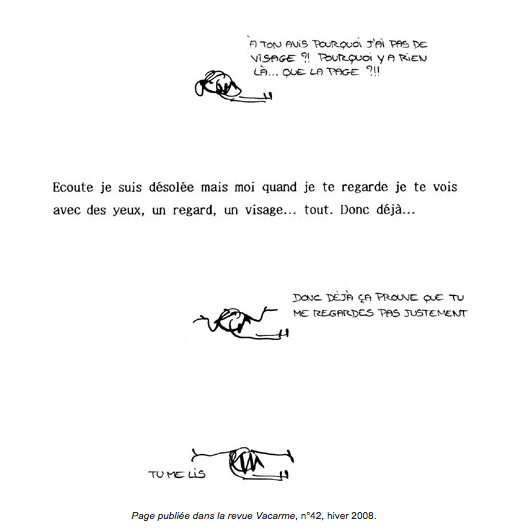 À TON AVIS POURQUOI J'AI PAS DE
VISAGE ?! POURQUOI Y A RIEN
LÀ... QUE LA PAGE ?!!
Ecoute je suis désolée mais moi quand je te regarde je te vois
avec des yeux, un regard, un visage... tout. Donc déjà...
DONC DÉJÀ ÇA PROUVE QUE TU
ME REGARDES PAS JUSTEMENT
TU ME LIS
Page publiée dans la revue Vacarme, n°42, hiver 2008.